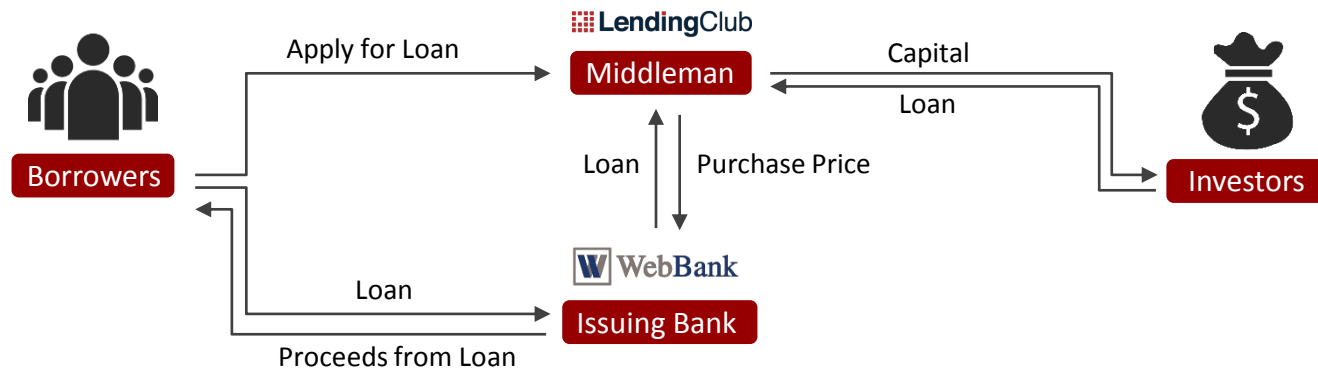 LendingClub
Apply for Loan
Middleman
Capital
Loan
$
Borrowers
Loan
Purchase Price
Investors
WebBank
Loan
Issuing Bank
Proceeds from Loan